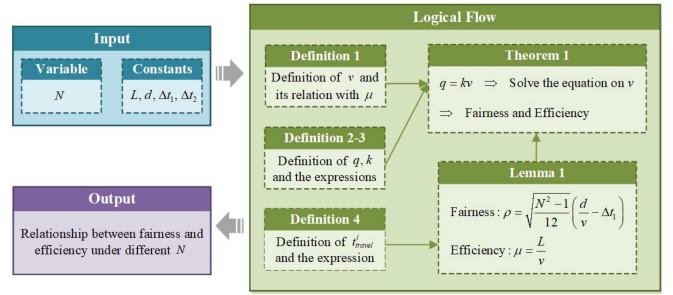 Input
Variable
N
Constants
L, d, Δt₁, Δt₂
Output
Relationship between fairness and
efficiency under different N
Logical Flow
Definition 1
Definition of v and
its relation with μ
Definition 2-3
Definition of q, k
and the expressions
Definition 4
Definition of tⁱ_travel
and the expression
Theorem 1
q = kv ⇒ Solve the equation on v
⇒ Fairness and Efficiency
Lemma 1
Fairness : ρ = √((N² − 1)/12) (d/v − Δt₁)
Efficiency : μ = L/v